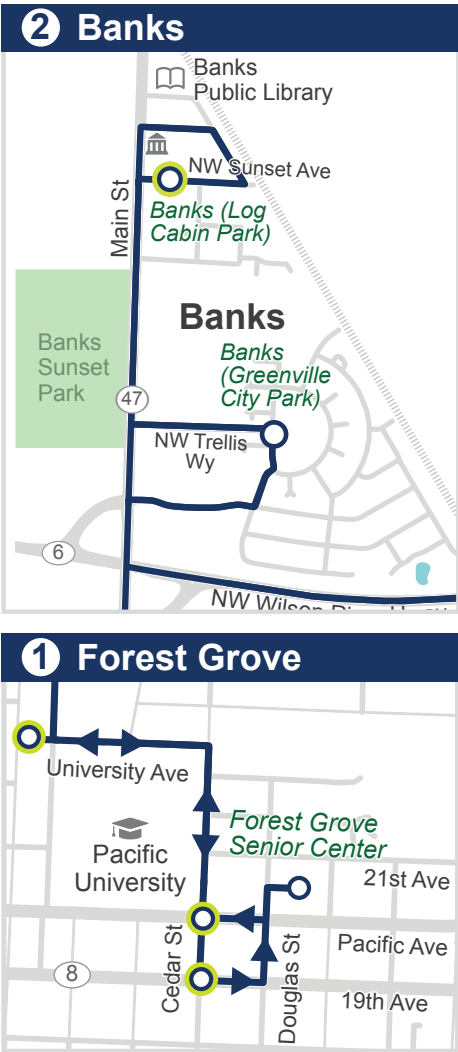 2 Banks
Banks
Public Library
NW Sunset Ave
Main St
Banks (Log
Cabin Park)
Banks
Banks
Sunset
Park
Banks
(Greenville
City Park)
47
NW Trellis
Wy
6
NW Wilson
1 Forest Grove
University Ave
Forest Grove
Senior Center
Pacific
University
21st Ave
Cedar St
Douglas St
Pacific Ave
8
19th Ave